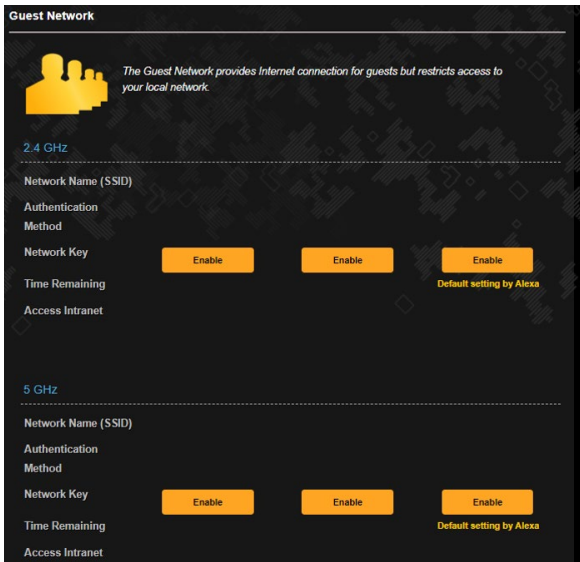 Guest Network
The Guest Network provides Internet connection for guests but restricts access to
your local network.
2.4 GHz
Network Name (SSID)
Authentication
Method
Network Key
Enable Enable Enable
Time Remaining
Default setting by Alexa
Access Intranet
5 GHz
Network Name (SSID)
Authentication
Method
Network Key
Enable Enable Enable
Time Remaining
Default setting by Alexa
Access Intranet